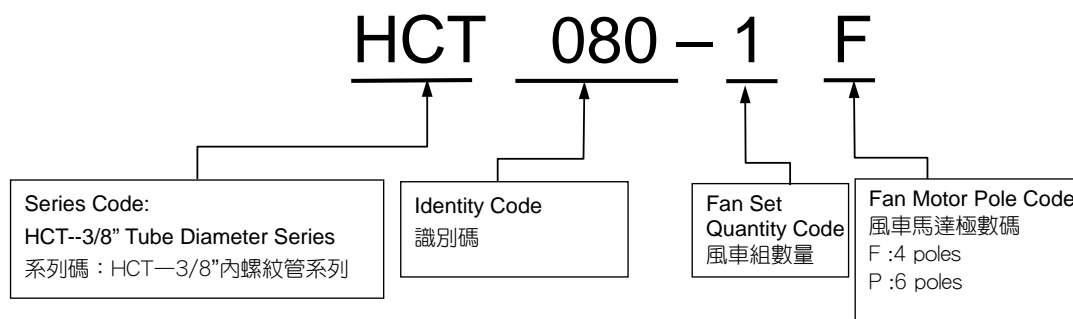 HCT 080 – 1 F
Series Code:
HCT--3/8” Tube Diameter Series
系列碼：HCT—3/8”內螺紋管系列
Identity Code
識別碼
Fan Set
Quantity Code
風車組數量
Fan Motor Pole Code
風車馬達極數碼
F :4 poles
P :6 poles